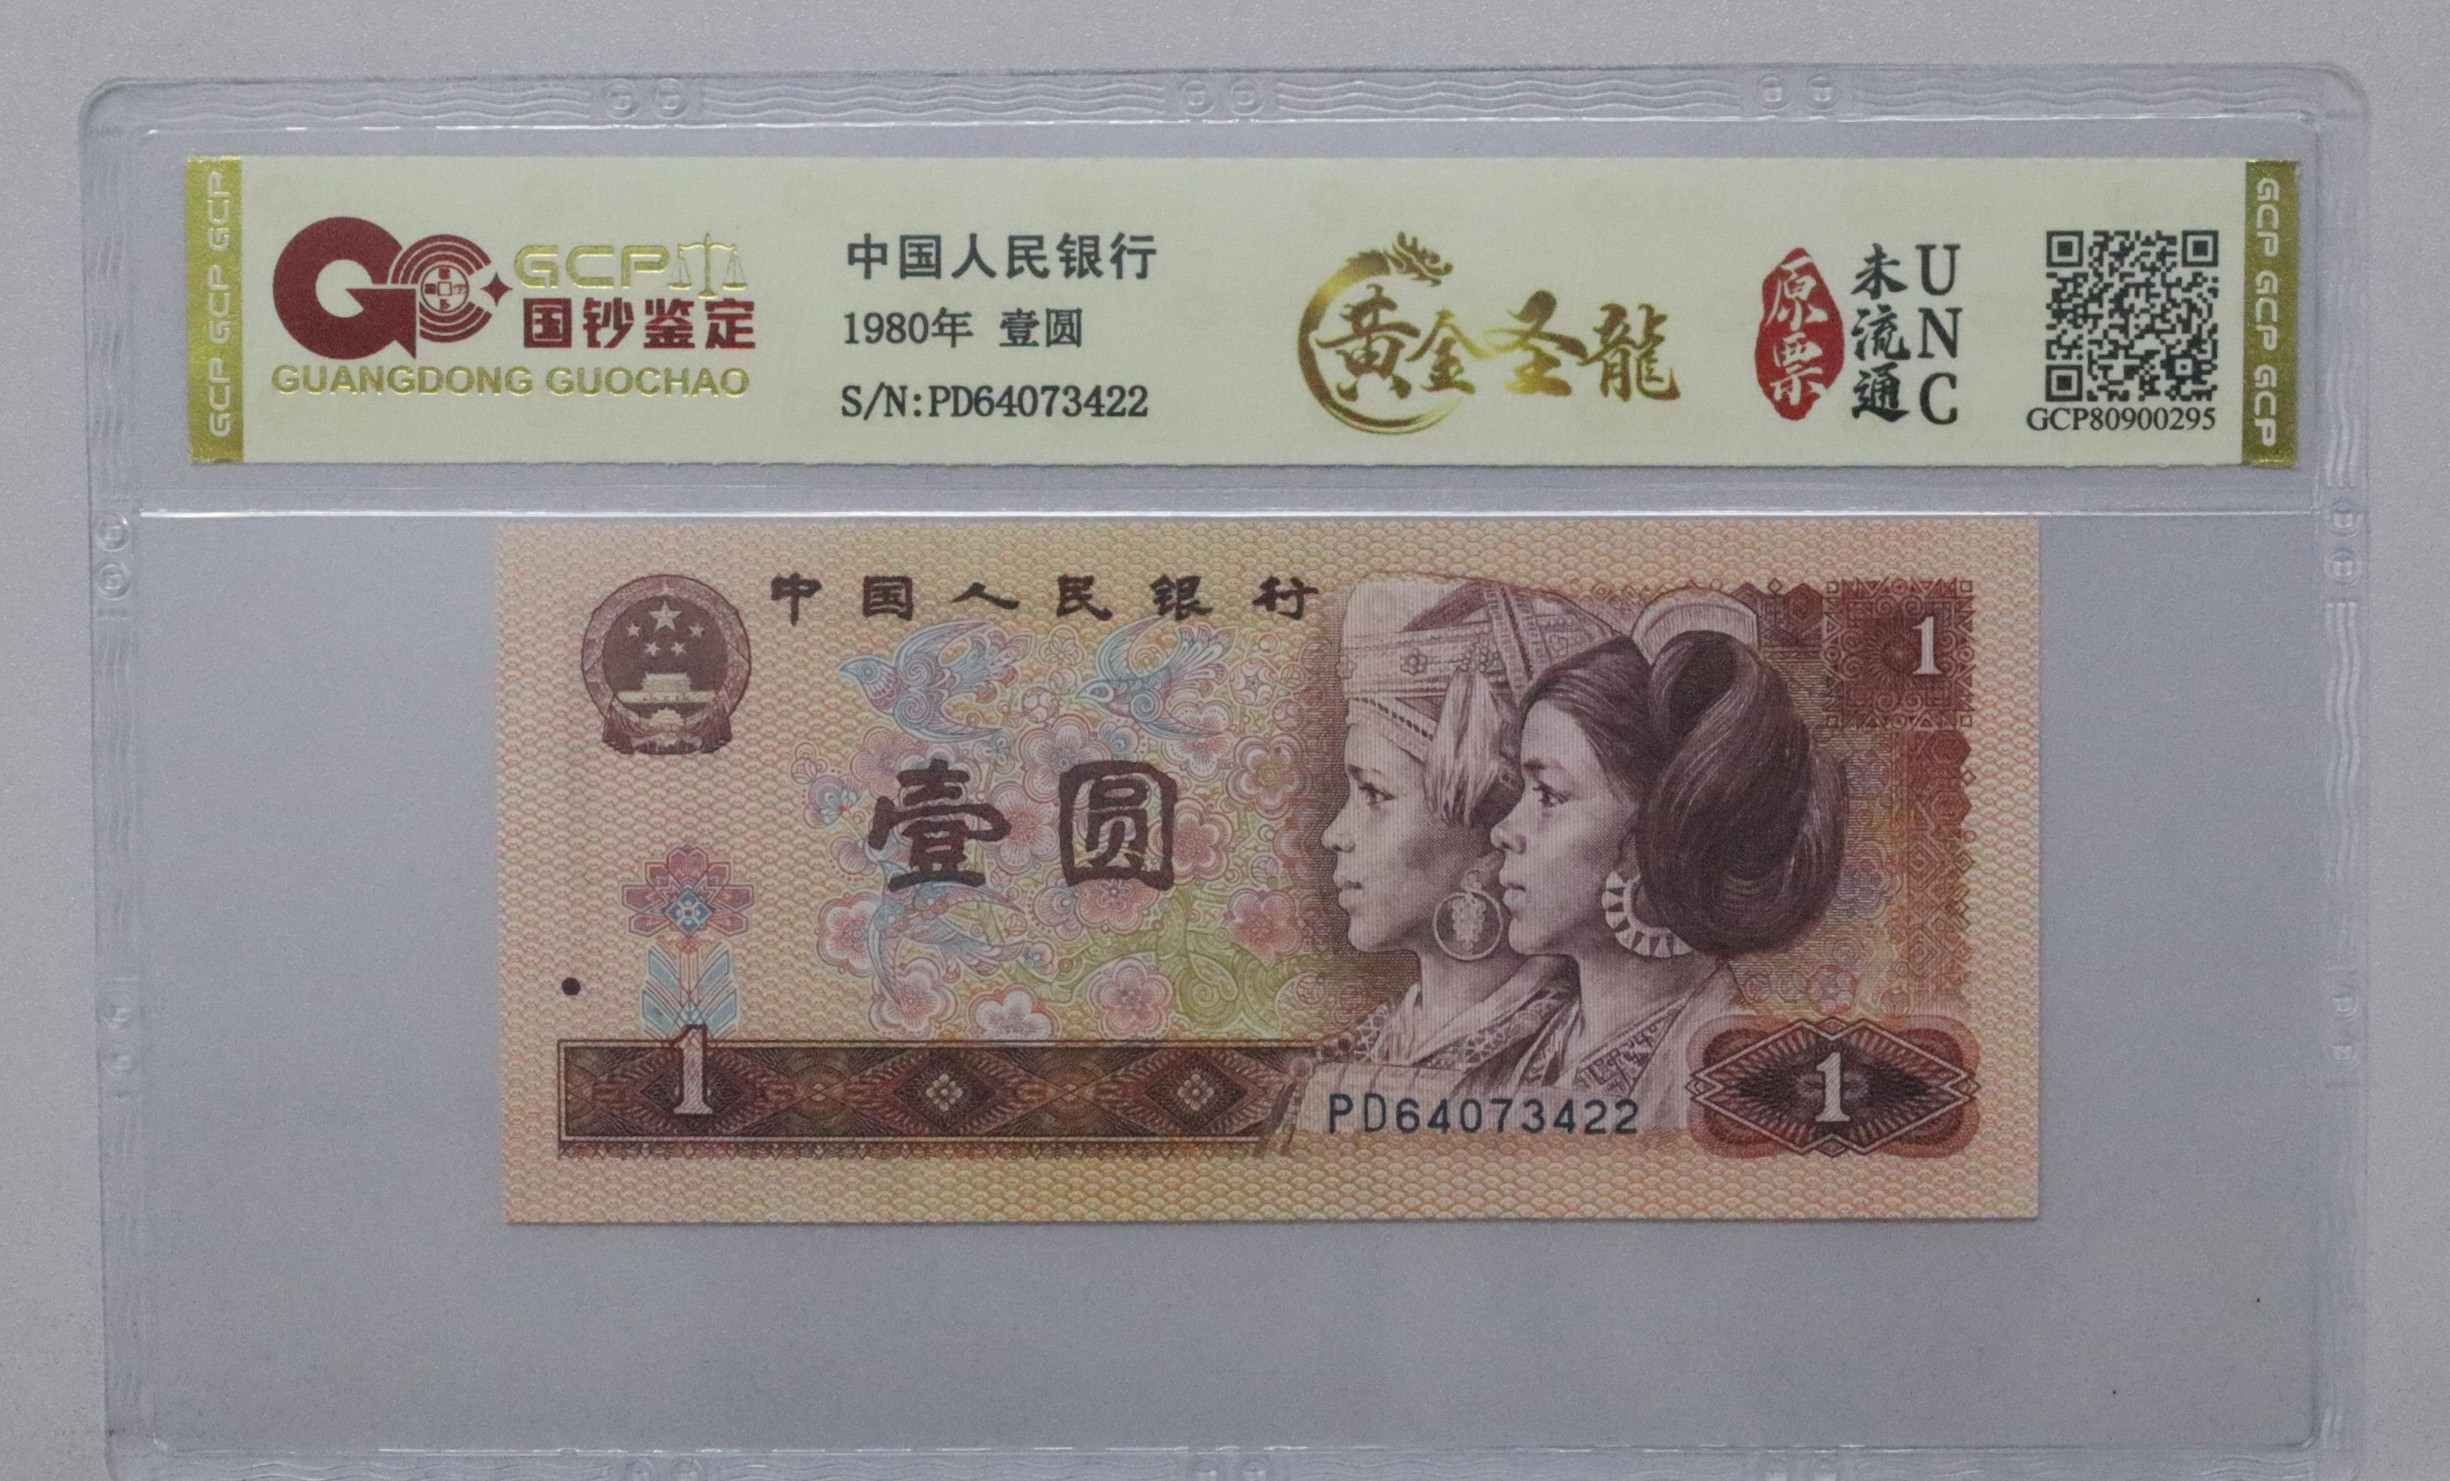 GCP GCP GCP
GCP
国钞鉴定
GUANGDONG GUOCHAO
中国人民银行
1980年 壹圆
S/N:PD64073422
黄金圣龍
原票
未流通
UNC
GCP80900295
GCP GCP GCP
中国人民银行
1
壹圆
1
PD64073422
1